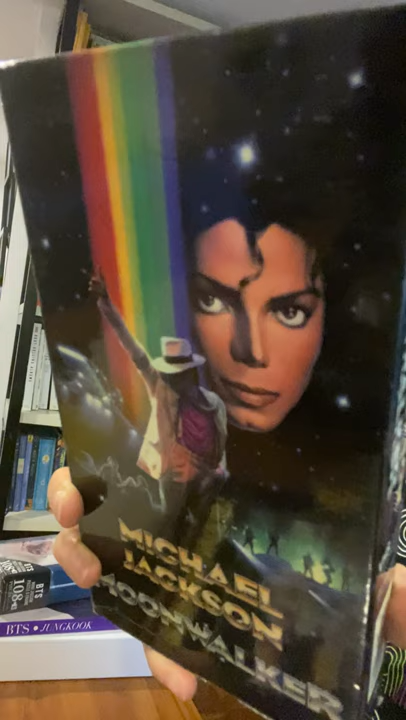 MICHAEL
JACKSON
MOONWALKER
BTS
108
BTS • JUNGKOOK